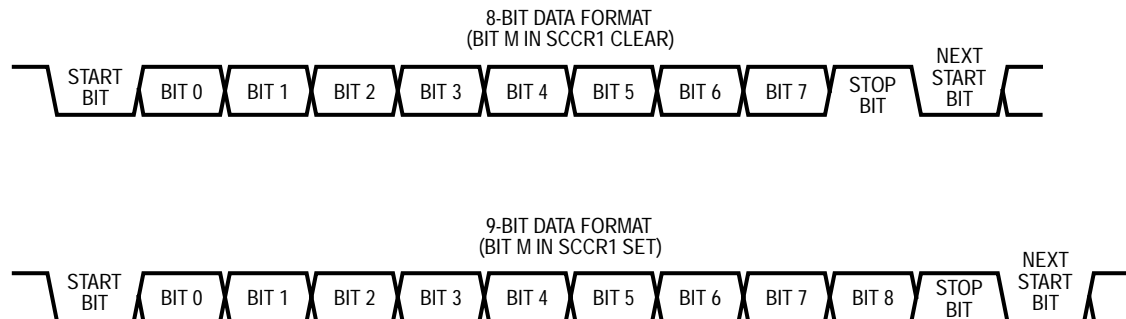 8-BIT DATA FORMAT
(BIT M IN SCCR1 CLEAR)
START
BIT
BIT 0
BIT 1
BIT 2
BIT 3
BIT 4
BIT 5
BIT 6
BIT 7
STOP
BIT
NEXT
START
BIT
9-BIT DATA FORMAT
(BIT M IN SCCR1 SET)
START
BIT
BIT 0
BIT 1
BIT 2
BIT 3
BIT 4
BIT 5
BIT 6
BIT 7
BIT 8
STOP
BIT
NEXT
START
BIT